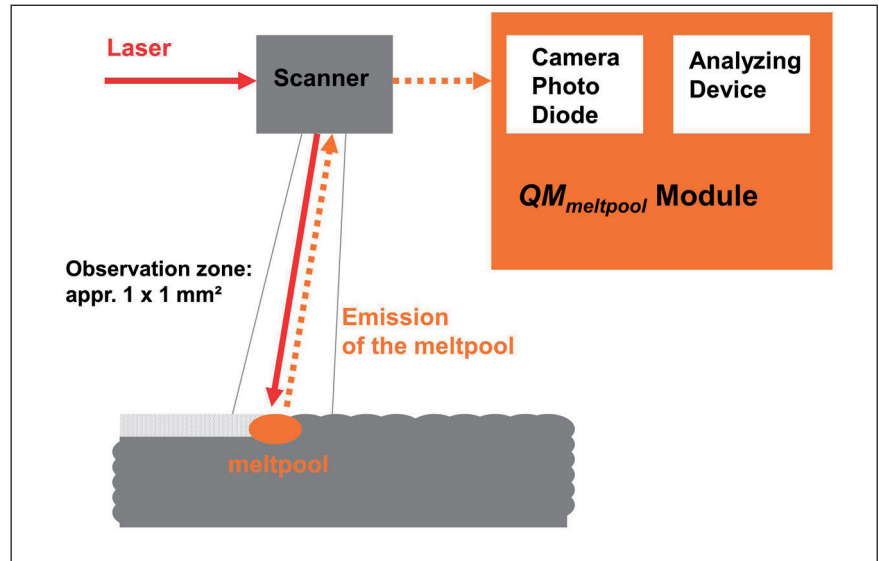 Laser
Scanner
Camera
Photo
Diode
Analyzing
Device
QMmeltpool Module
Observation zone:
appr. 1 x 1 mm²
Emission
of the meltpool
meltpool